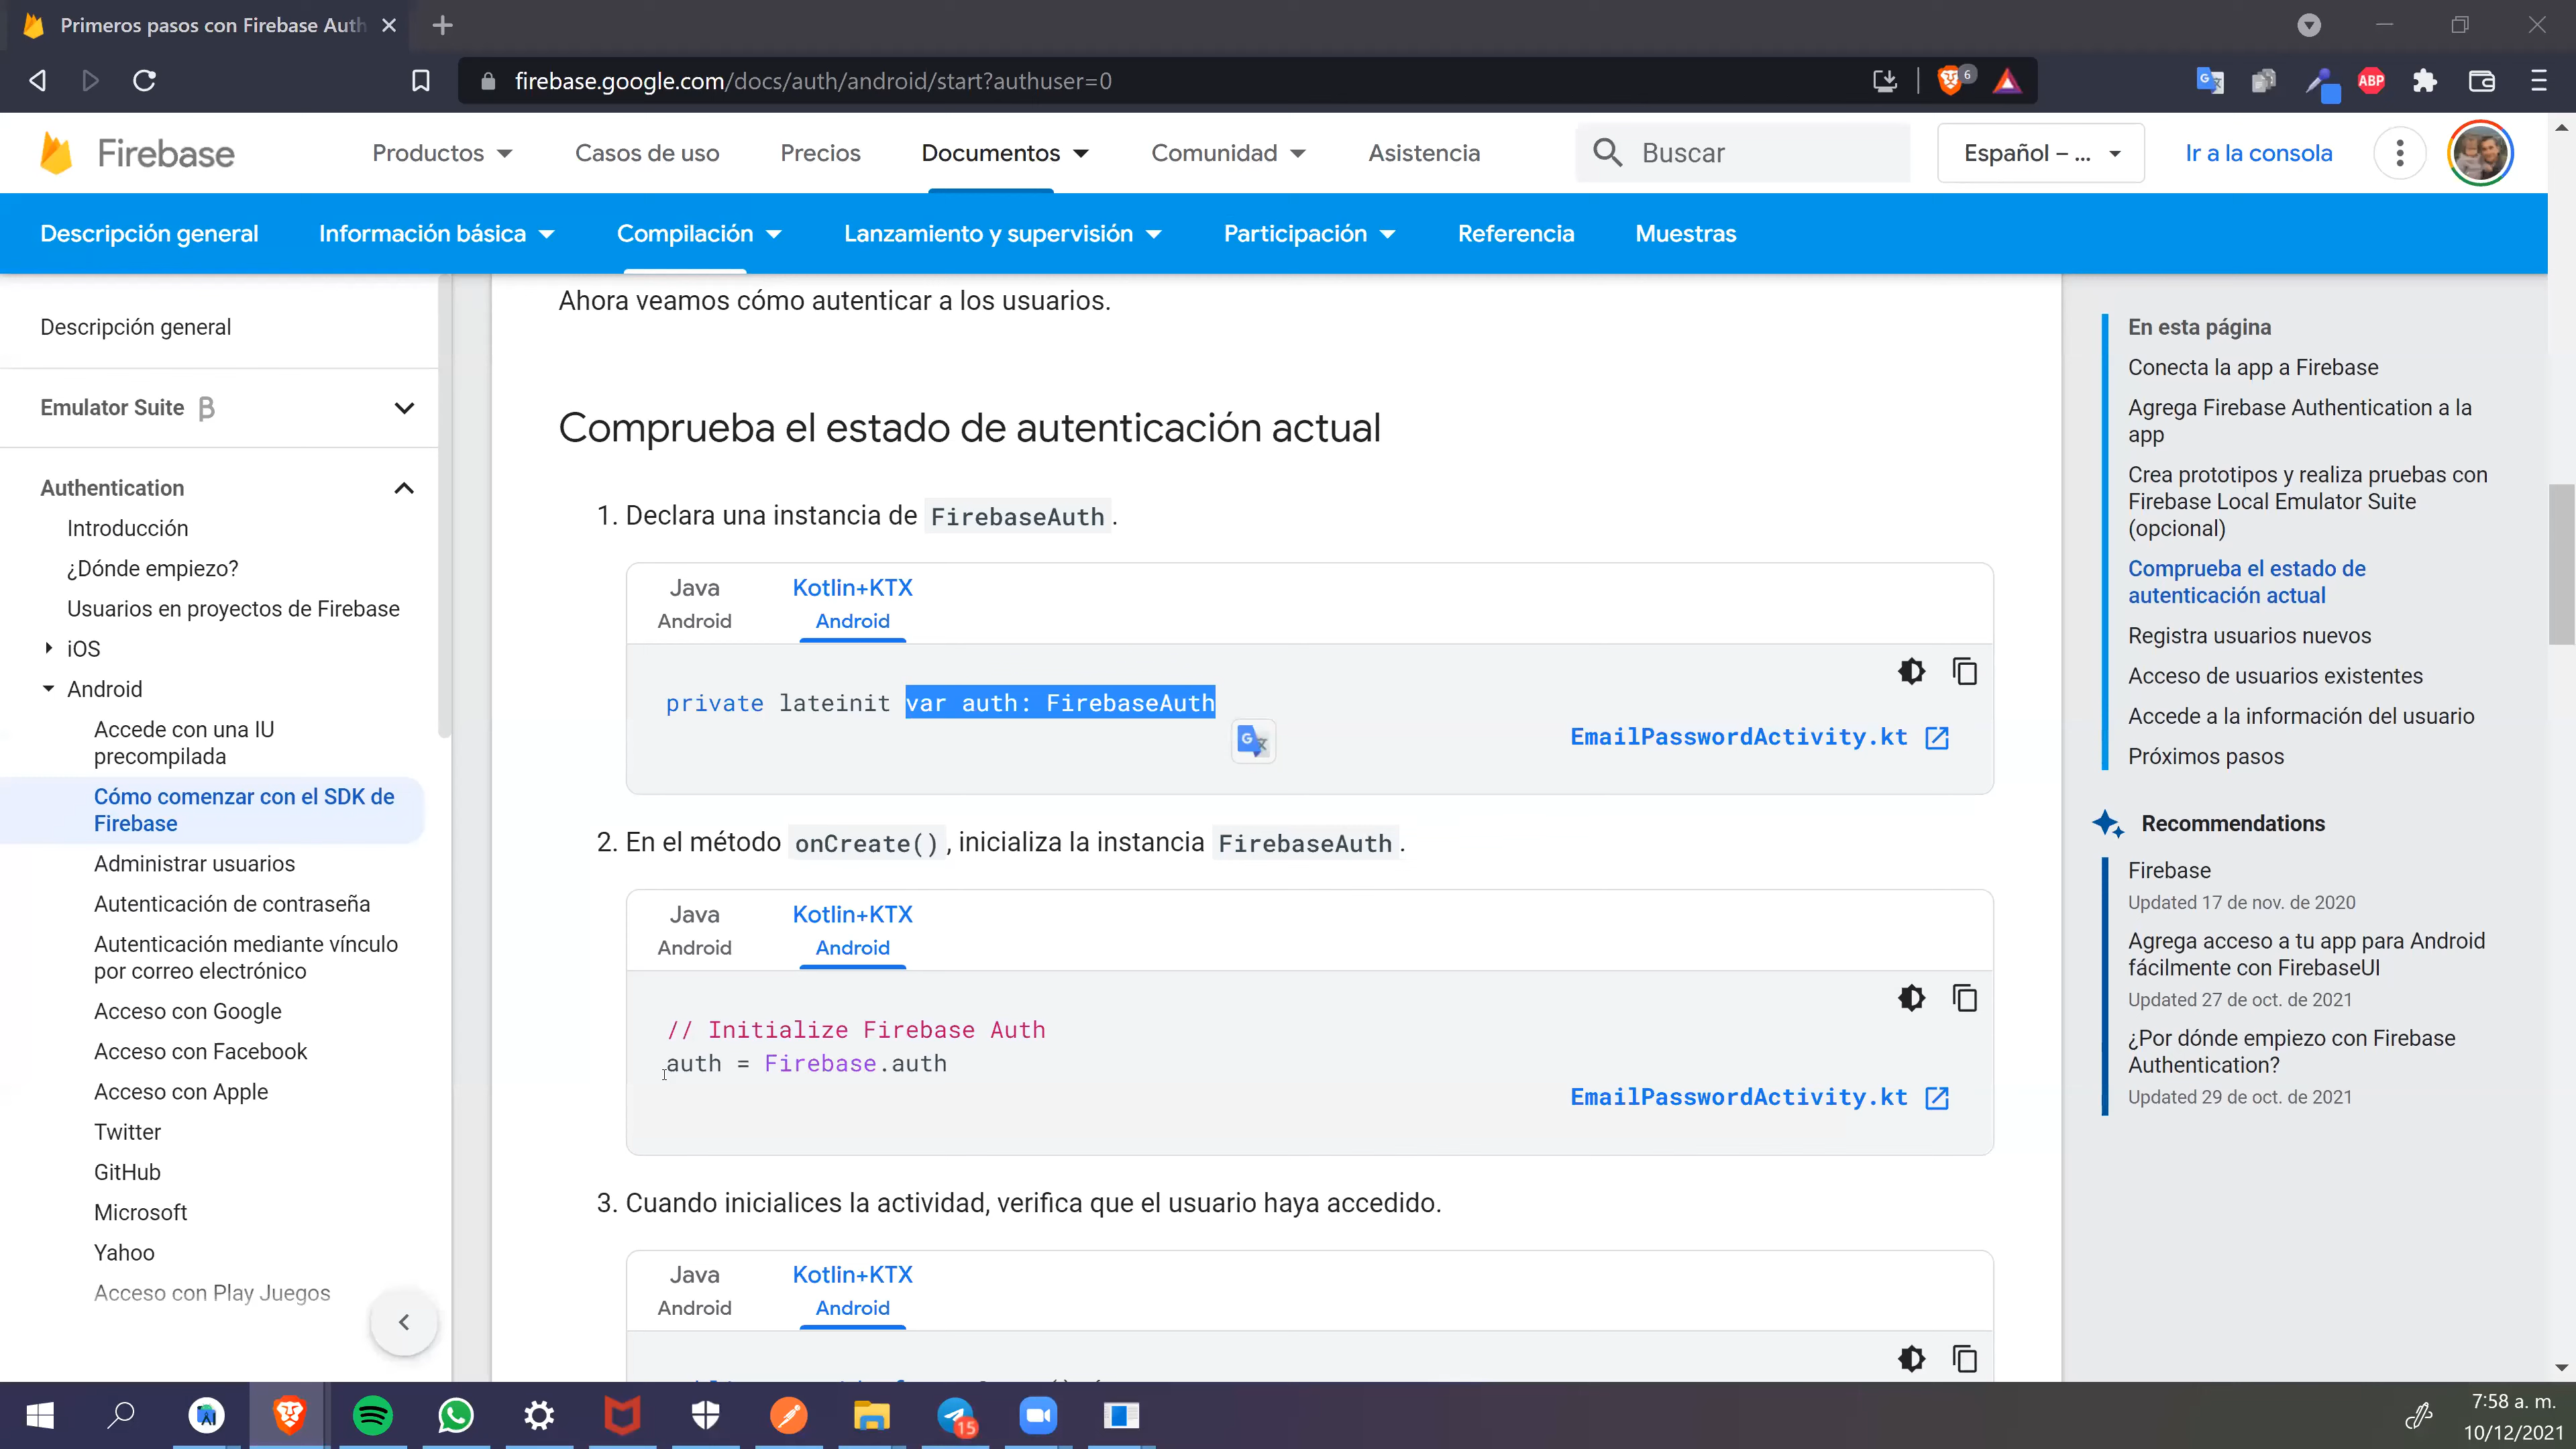 Primeros pasos con Firebase Auth
firebase.google.com/docs/auth/android/start?authuser=0
6
ABP
Firebase
Productos
Casos de uso
Precios
Documentos
Comunidad
Asistencia
Buscar
Español – ...
Ir a la consola
Descripción general
Información básica
Compilación
Lanzamiento y supervisión
Participación
Referencia
Muestras
Descripción general
Emulator Suite β
Authentication
Introducción
¿Dónde empiezo?
Usuarios en proyectos de Firebase
iOS
Android
Accede con una IU
precompilada
Cómo comenzar con el SDK de
Firebase
Administrar usuarios
Autenticación de contraseña
Autenticación mediante vínculo
por correo electrónico
Acceso con Google
Acceso con Facebook
Acceso con Apple
Twitter
GitHub
Microsoft
Yahoo
Acceso con Play Juegos
Ahora veamos cómo autenticar a los usuarios.
Comprueba el estado de autenticación actual
1. Declara una instancia de FirebaseAuth.
Java
Android
Kotlin+KTX
Android
private lateinit var auth: FirebaseAuth
EmailPasswordActivity.kt
2. En el método onCreate(), inicializa la instancia FirebaseAuth.
Java
Android
Kotlin+KTX
Android
// Initialize Firebase Auth
auth = Firebase.auth
EmailPasswordActivity.kt
3. Cuando inicialices la actividad, verifica que el usuario haya accedido.
Java
Android
Kotlin+KTX
Android
En esta página
Conecta la app a Firebase
Agrega Firebase Authentication a la
app
Crea prototipos y realiza pruebas con
Firebase Local Emulator Suite
(opcional)
Comprueba el estado de
autenticación actual
Registra usuarios nuevos
Acceso de usuarios existentes
Accede a la información del usuario
Próximos pasos
Recommendations
Firebase
Updated 17 de nov. de 2020
Agrega acceso a tu app para Android
fácilmente con FirebaseUI
Updated 27 de oct. de 2021
¿Por dónde empiezo con Firebase
Authentication?
Updated 29 de oct. de 2021
15
7:58 a. m.
10/12/2021